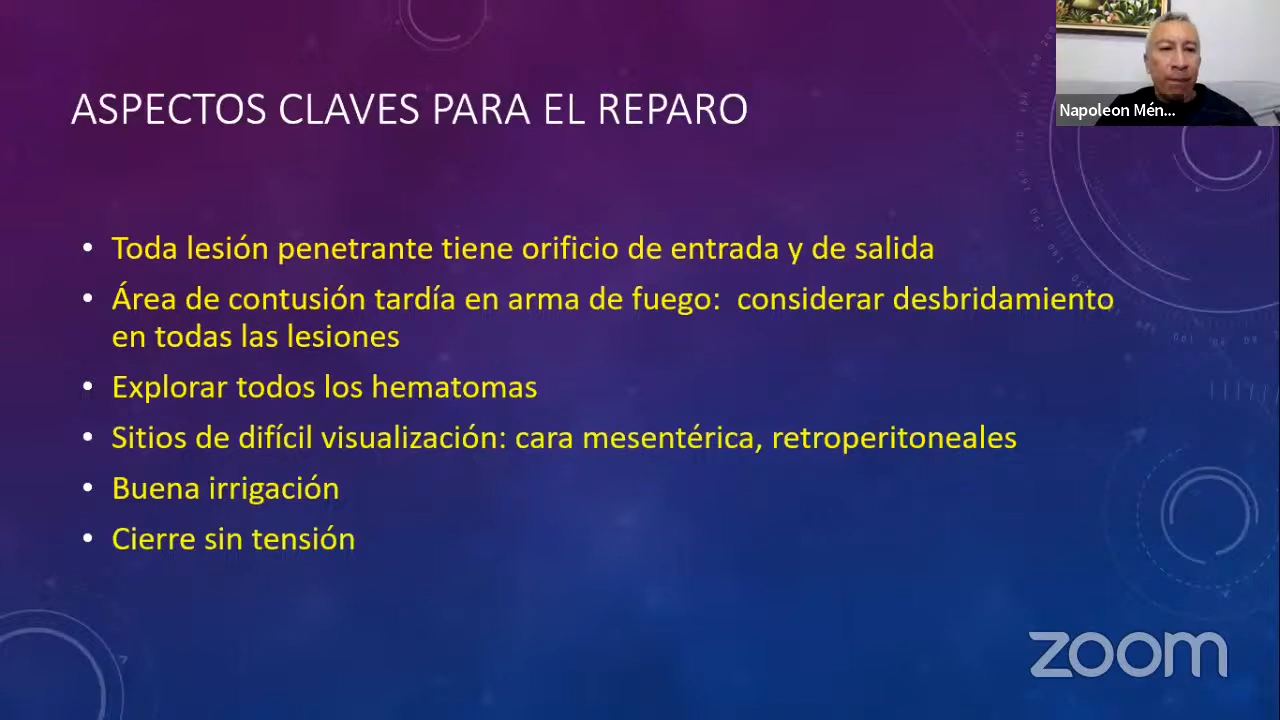 ASPECTOS CLAVES PARA EL REPARO
Napoleon Mén...
• Toda lesión penetrante tiene orificio de entrada y de salida
• Área de contusión tardía en arma de fuego:  considerar desbridamiento
en todas las lesiones
• Explorar todos los hematomas
• Sitios de difícil visualización: cara mesentérica, retroperitoneales
• Buena irrigación
• Cierre sin tensión
zoom